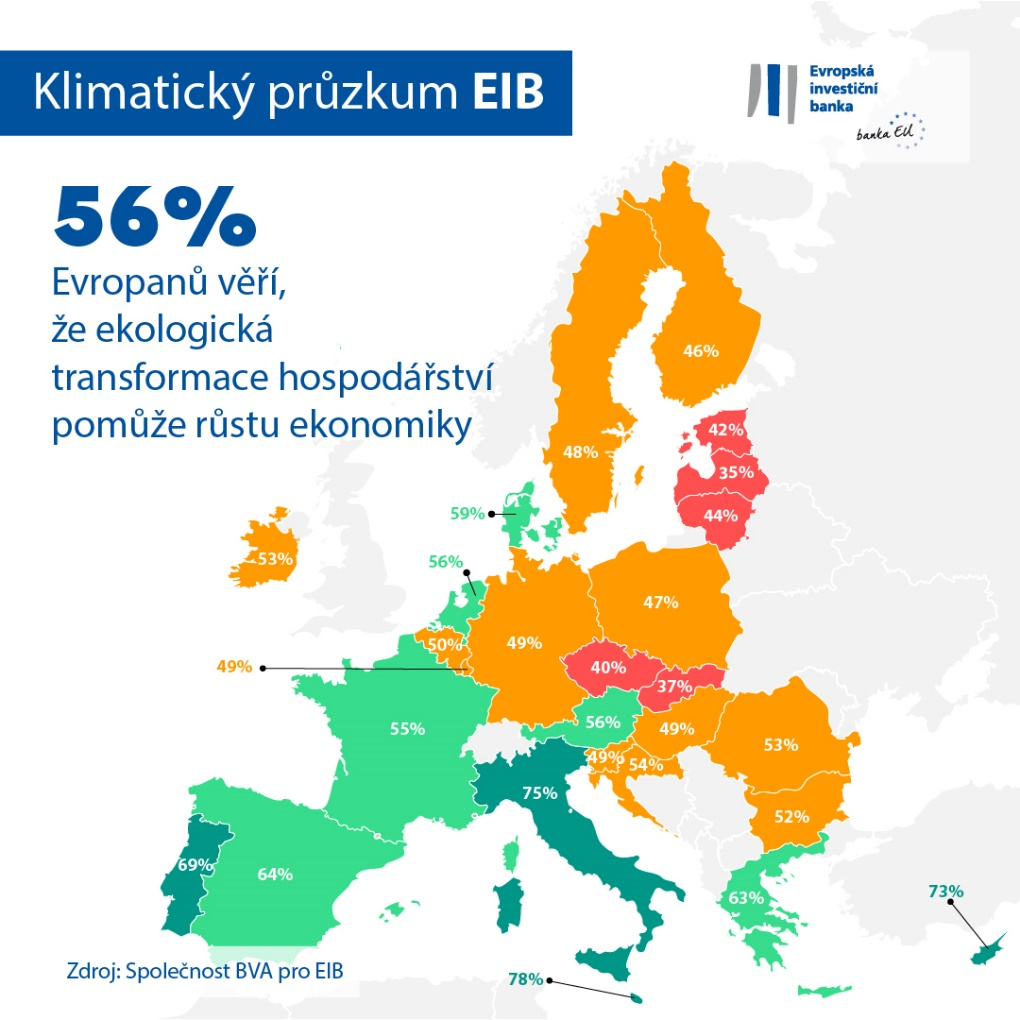 Klimatický průzkum EIB
Evropská
investiční
banka
banka EU
56%
Evropanů věří,
že ekologická
transformace hospodářství
pomůže růstu ekonomiky
46%
42%
48%
35%
59%
44%
53%
56%
47%
50%
49%
49%
40%
37%
55%
56%
49%
53%
49%
54%
75%
52%
69%
64%
63%
73%
Zdroj: Společnost BVA pro EIB
78%